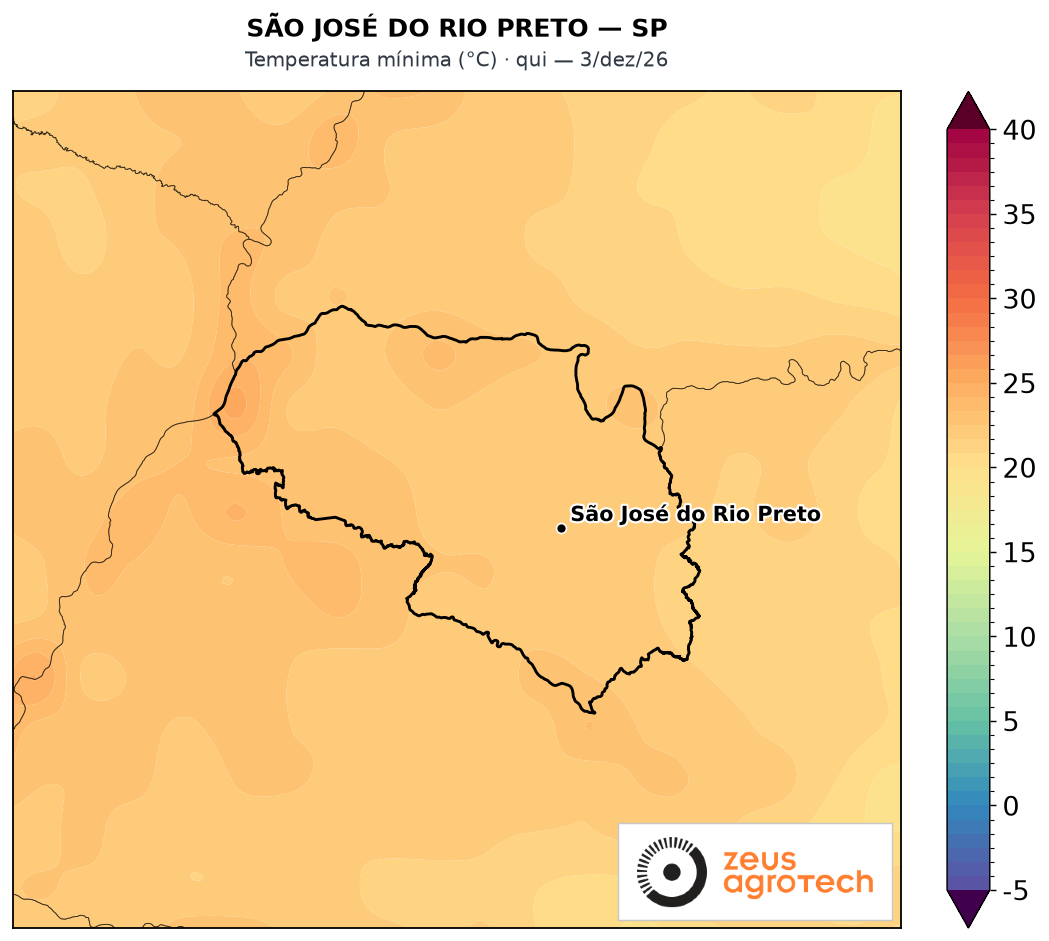 SÃO JOSÉ DO RIO PRETO — SP
Temperatura mínima (°C) · qui — 3/dez/26
40
35
30
25
20
15
10
5
0
-5
São José do Rio Preto
zeus
agrotech